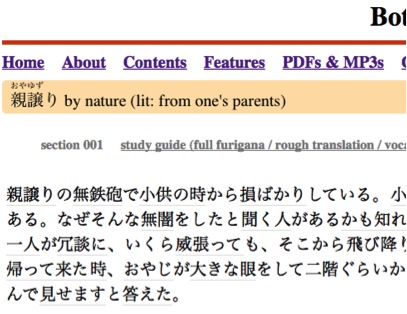 Bot
Home About Contents Features PDFs & MP3s
おやゆず
親譲り by nature (lit: from one's parents)
section 001 study guide (full furigana / rough translation / voca
親譲りの無鉄砲で小供の時から損ばかりしている。小
ある。なぜそんな無闇をしたと聞く人があるかも知れ
一人が冗談に、いくら威張っても、そこから飛び降り
帰って来た時、おやじが大きな眼をして二階ぐらいか
んで見せますと答えた。